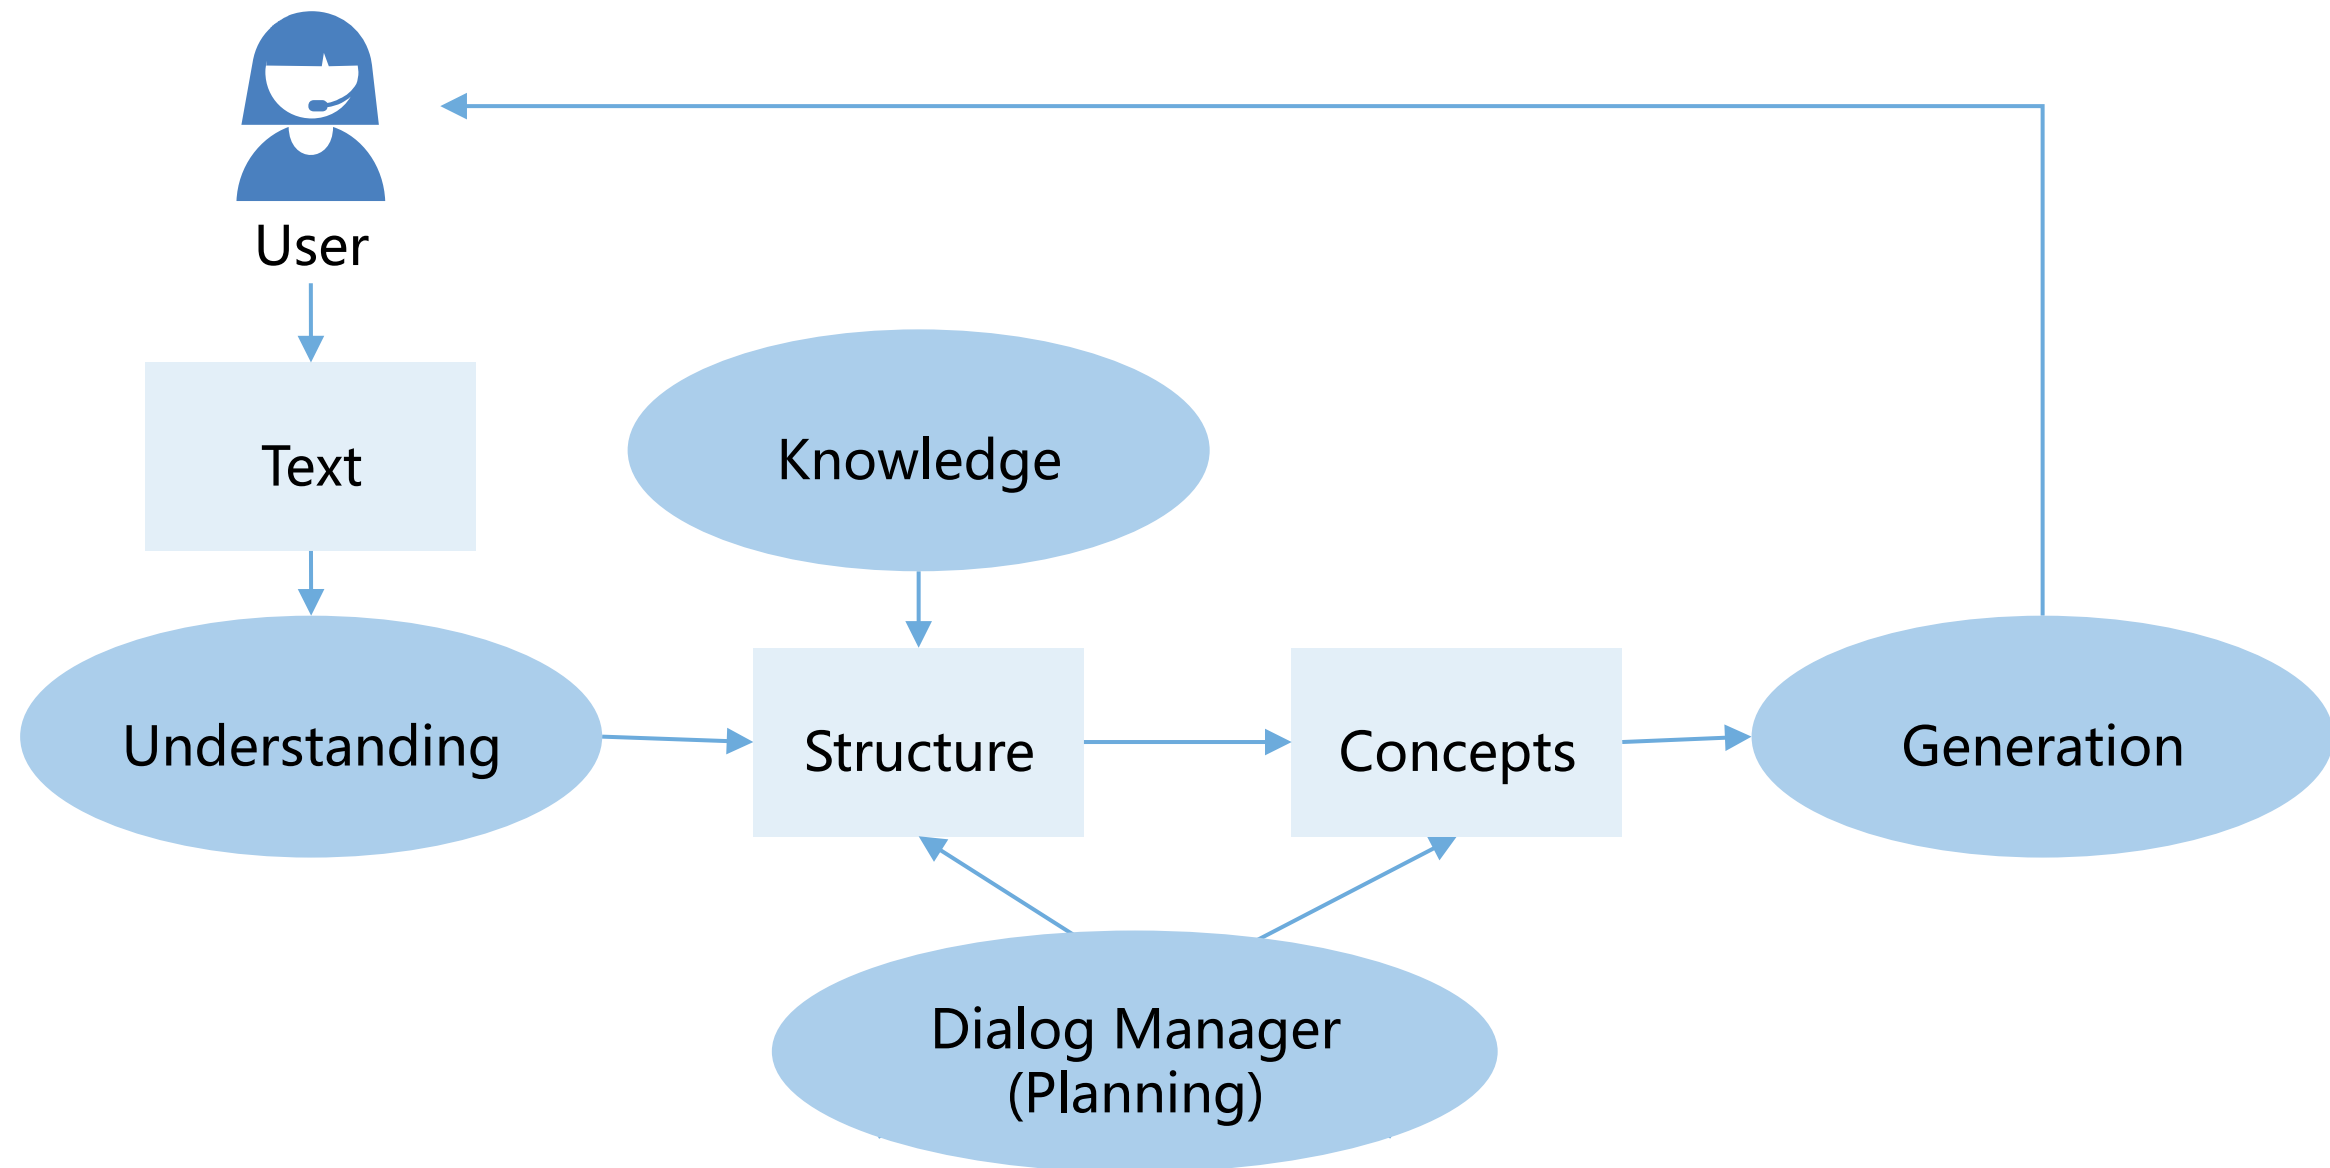 User
Text
Knowledge
Understanding
Structure
Concepts
Generation
Dialog Manager
(Planning)